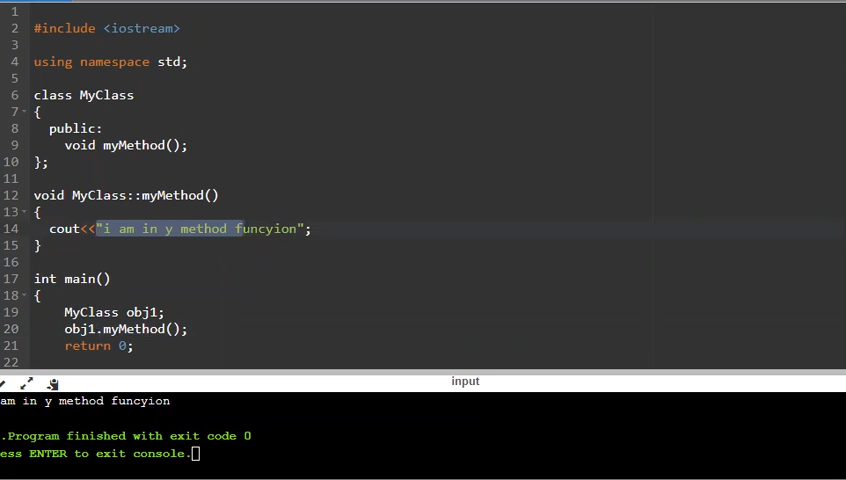 1
2 #include <iostream>
3
4 using namespace std;
5
6 class MyClass
7 {
8 public:
9 void myMethod();
10 };
11
12 void MyClass::myMethod()
13 {
14 cout<<"i am in y method funcyion";
15 }
16
17 int main()
18 {
19 MyClass obj1;
20 obj1.myMethod();
21 return 0;
22
input
am in y method funcyion
.Program finished with exit code 0
ess ENTER to exit console.